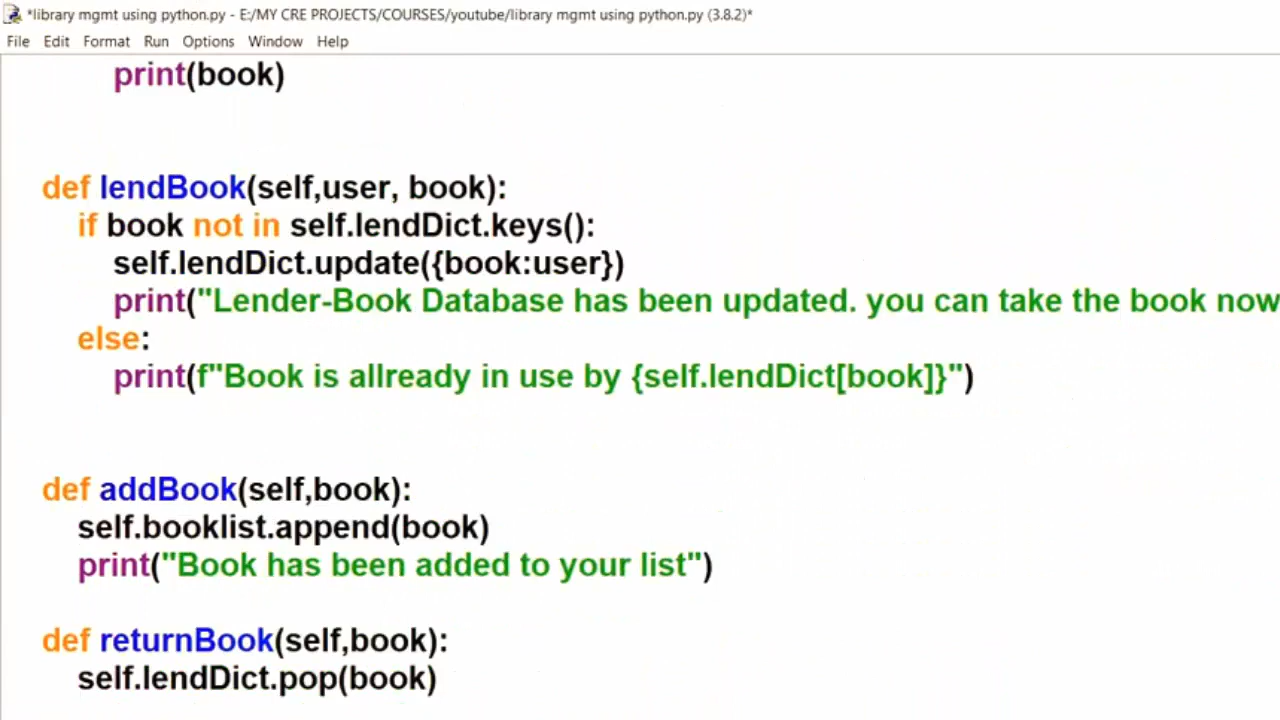 *library mgmt using python.py - E:/MY CRE PROJECTS/COURSES/youtube/library mgmt using python.py (3.8.2)*
File Edit Format Run Options Window Help
print(book)
def lendBook(self,user, book):
if book not in self.lendDict.keys():
self.lendDict.update({book:user})
print("Lender-Book Database has been updated. you can take the book now
else:
print(f"Book is allready in use by {self.lendDict[book]}")
def addBook(self,book):
self.booklist.append(book)
print("Book has been added to your list")
def returnBook(self,book):
self.lendDict.pop(book)